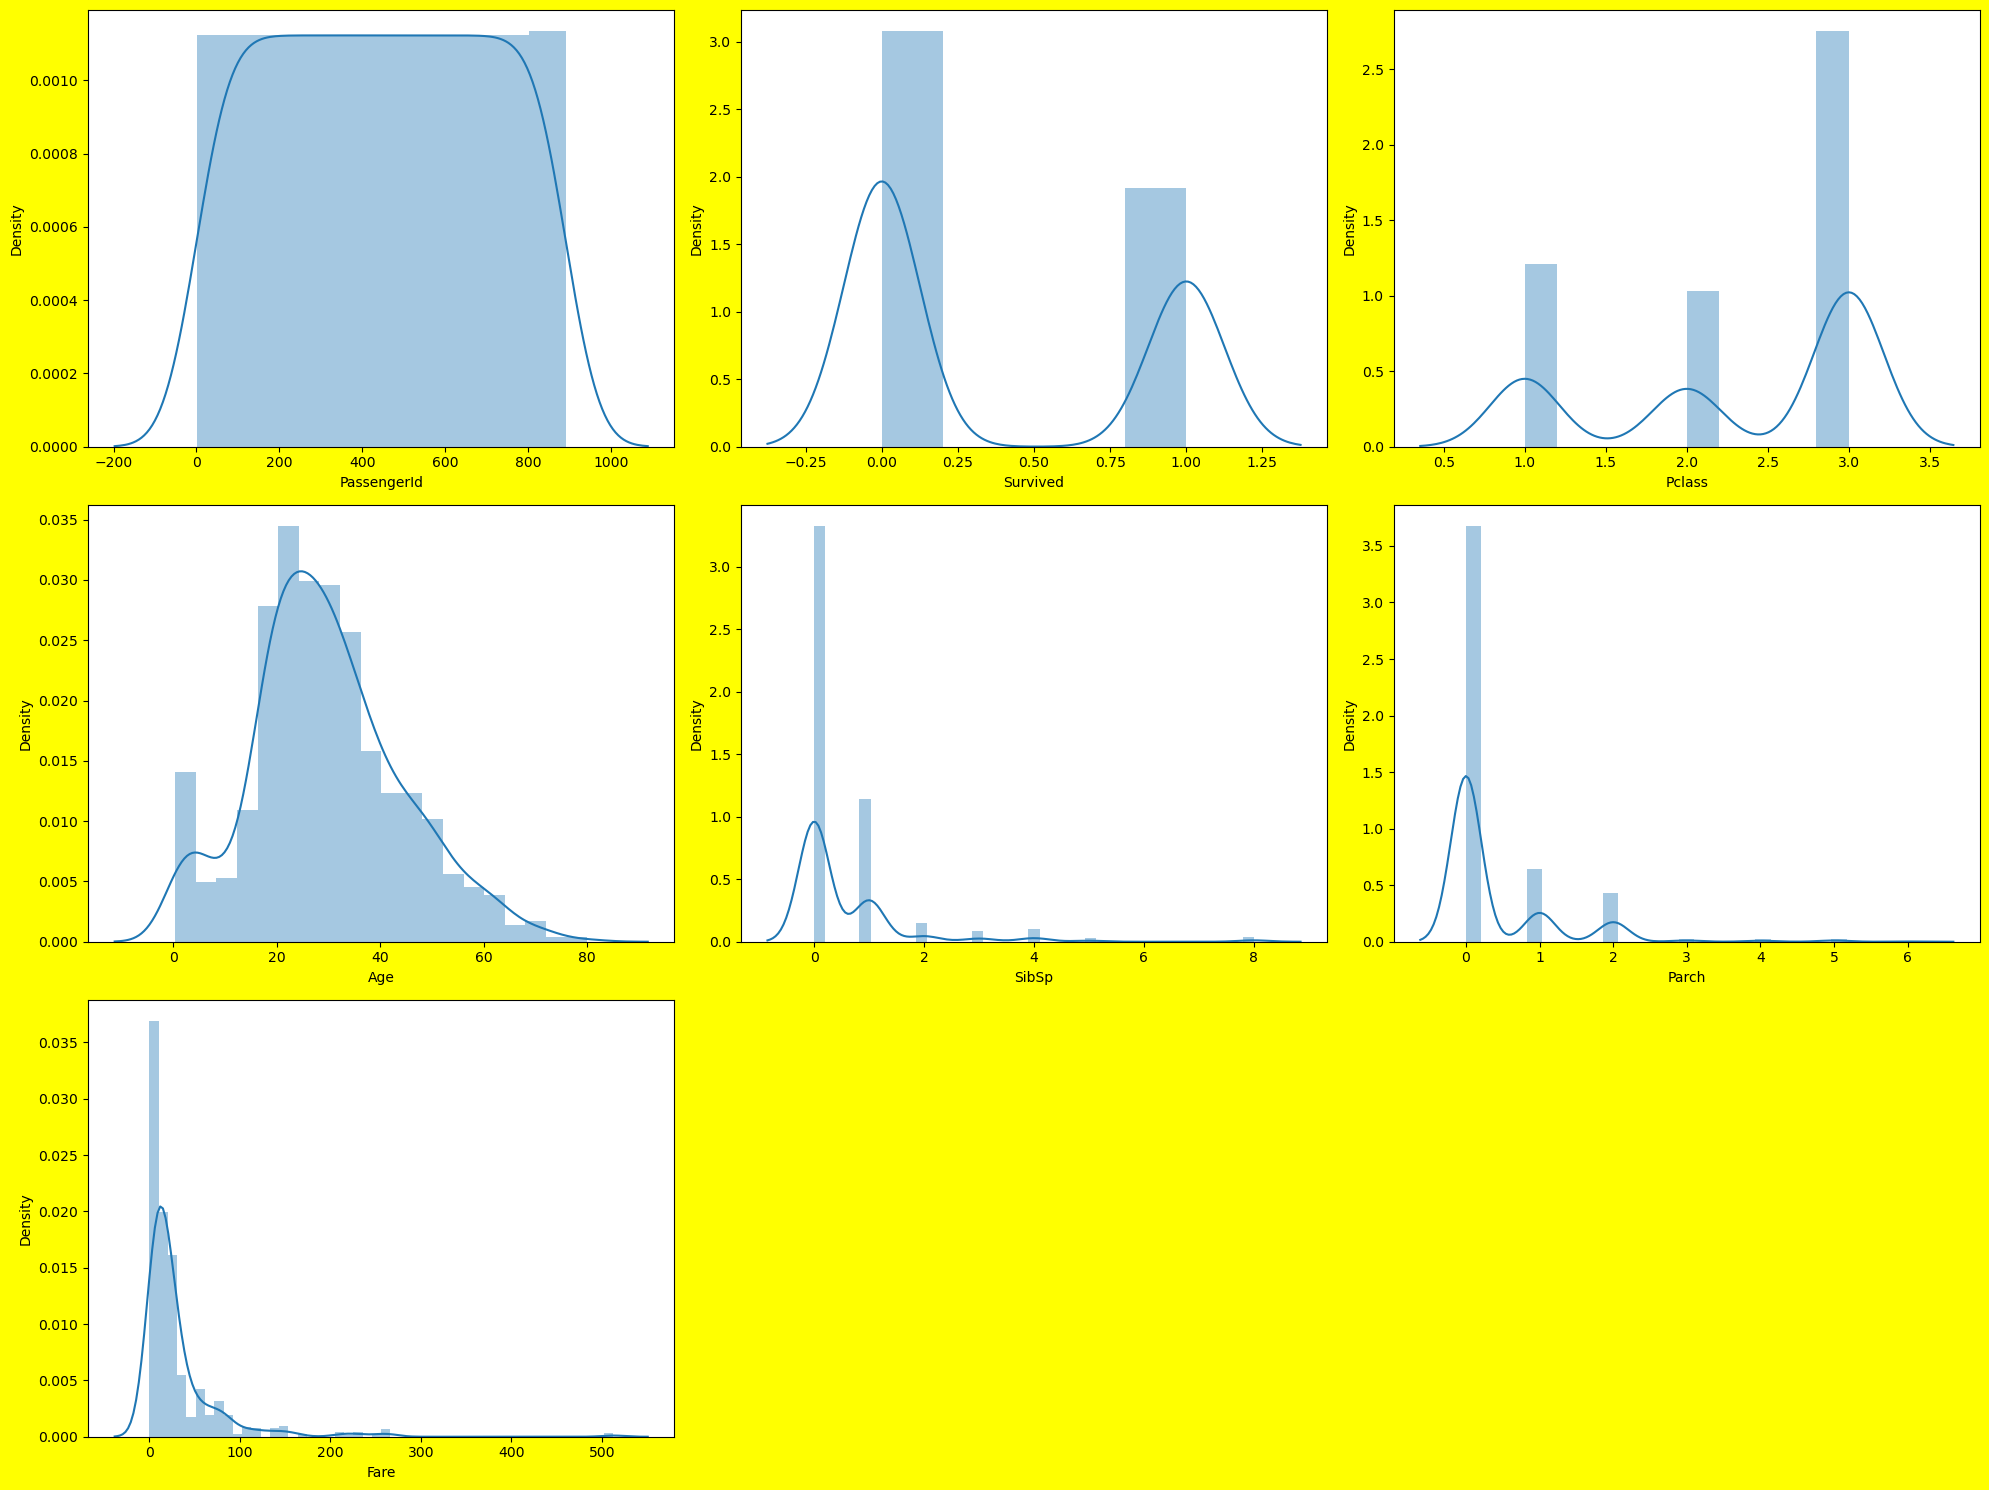 Density
0.0010
0.0008
0.0006
0.0004
0.0002
0.0000
−200 0 200 400 600 800 1000
PassengerId
Density
3.0
2.5
2.0
1.5
1.0
0.5
0.0
−0.25 0.00 0.25 0.50 0.75 1.00 1.25
Survived
Density
2.5
2.0
1.5
1.0
0.5
0.0
0.5 1.0 1.5 2.0 2.5 3.0 3.5
Pclass
Density
0.035
0.030
0.025
0.020
0.015
0.010
0.005
0.000
0 20 40 60 80
Age
Density
3.0
2.5
2.0
1.5
1.0
0.5
0.0
0 2 4 6 8
SibSp
Density
3.5
3.0
2.5
2.0
1.5
1.0
0.5
0.0
0 1 2 3 4 5 6
Parch
Density
0.035
0.030
0.025
0.020
0.015
0.010
0.005
0.000
0 100 200 300 400 500
Fare